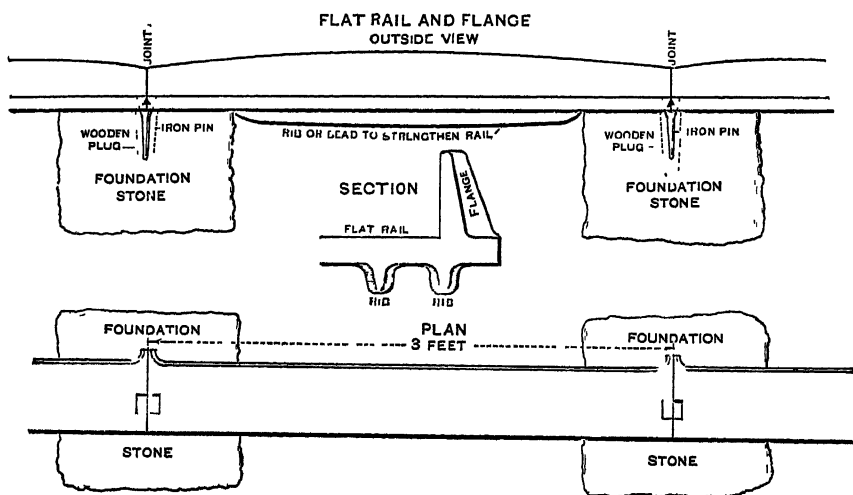 FLAT RAIL AND FLANGE
OUTSIDE VIEW
JOINT
JOINT
WOODEN
PLUG
IRON PIN
FOUNDATION
STONE
RIB OR BEAD TO STRENGTHEN RAIL
WOODEN
PLUG
IRON PIN
FOUNDATION
STONE
SECTION
FLANGE
FLAT RAIL
RIB
RIB
FOUNDATION
PLAN
3 FEET
FOUNDATION
STONE
STONE